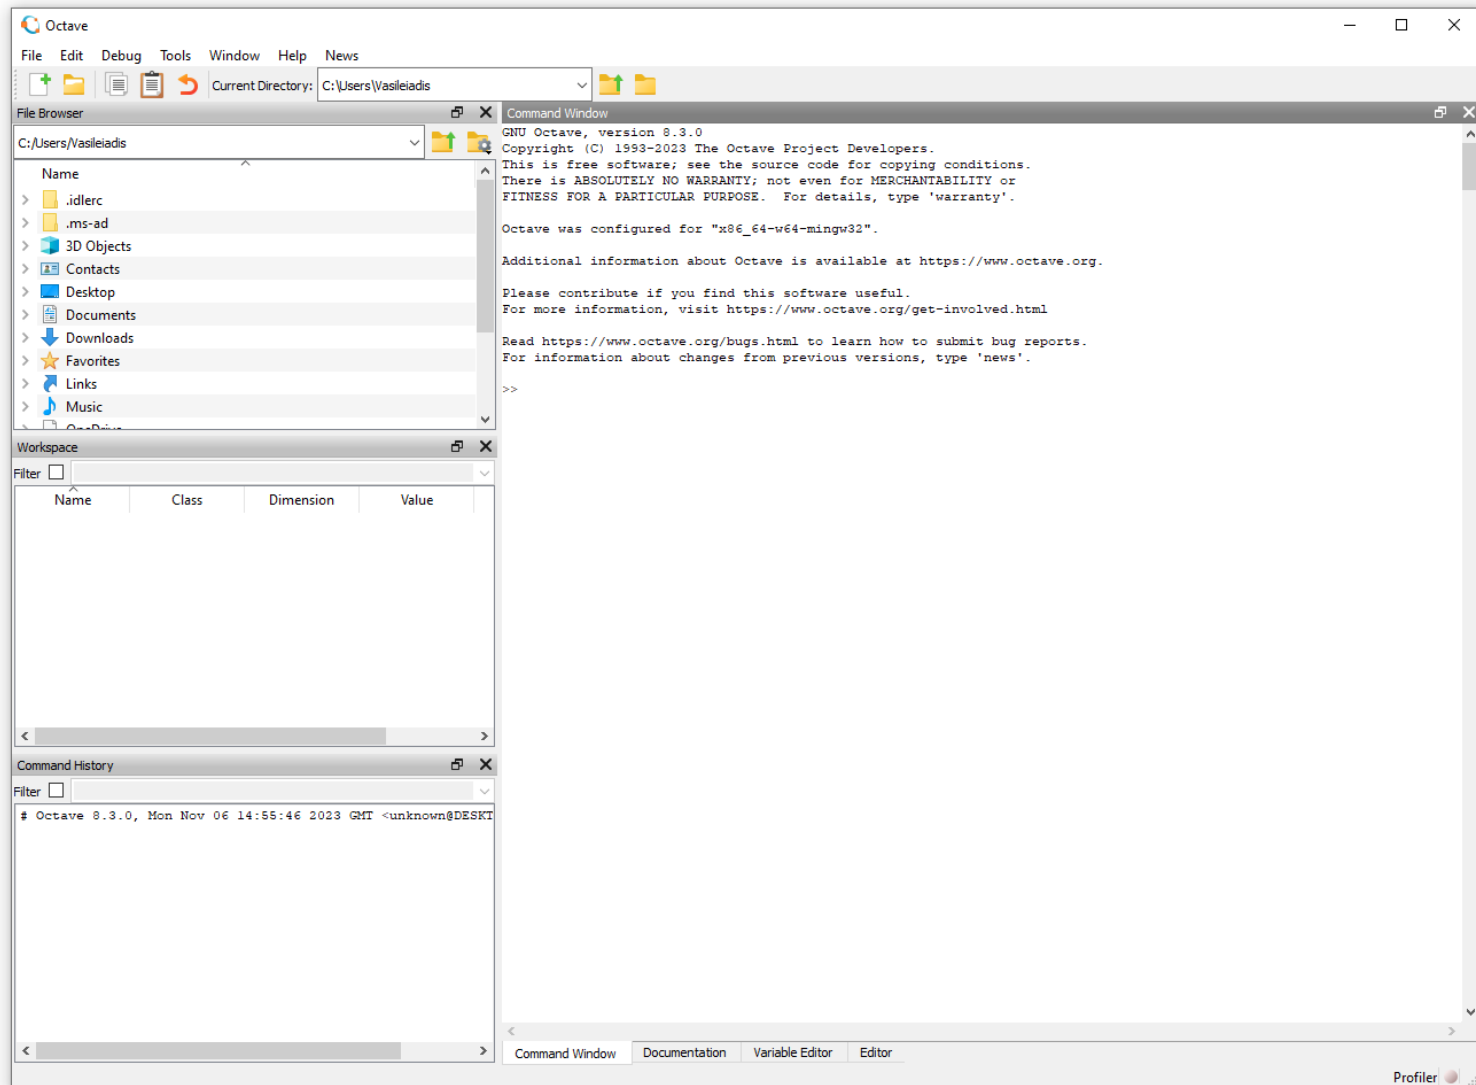 Octave
File Edit Debug Tools Window Help News
Current Directory: C:\Users\Vasileiadis
File Browser
C:/Users/Vasileiadis
Name
.idlerc
.ms-ad
3D Objects
Contacts
Desktop
Documents
Downloads
Favorites
Links
Music
OneDrive
Workspace
Filter
Name Class Dimension Value
Command History
Filter
# Octave 8.3.0, Mon Nov 06 14:55:46 2023 GMT <unknown@DESKT
Command Window
GNU Octave, version 8.3.0
Copyright (C) 1993-2023 The Octave Project Developers.
This is free software; see the source code for copying conditions.
There is ABSOLUTELY NO WARRANTY; not even for MERCHANTABILITY or
FITNESS FOR A PARTICULAR PURPOSE.  For details, type 'warranty'.
Octave was configured for "x86_64-w64-mingw32".
Additional information about Octave is available at https://www.octave.org.
Please contribute if you find this software useful.
For more information, visit https://www.octave.org/get-involved.html
Read https://www.octave.org/bugs.html to learn how to submit bug reports.
For information about changes from previous versions, type 'news'.
>>
Command Window Documentation Variable Editor Editor
Profiler